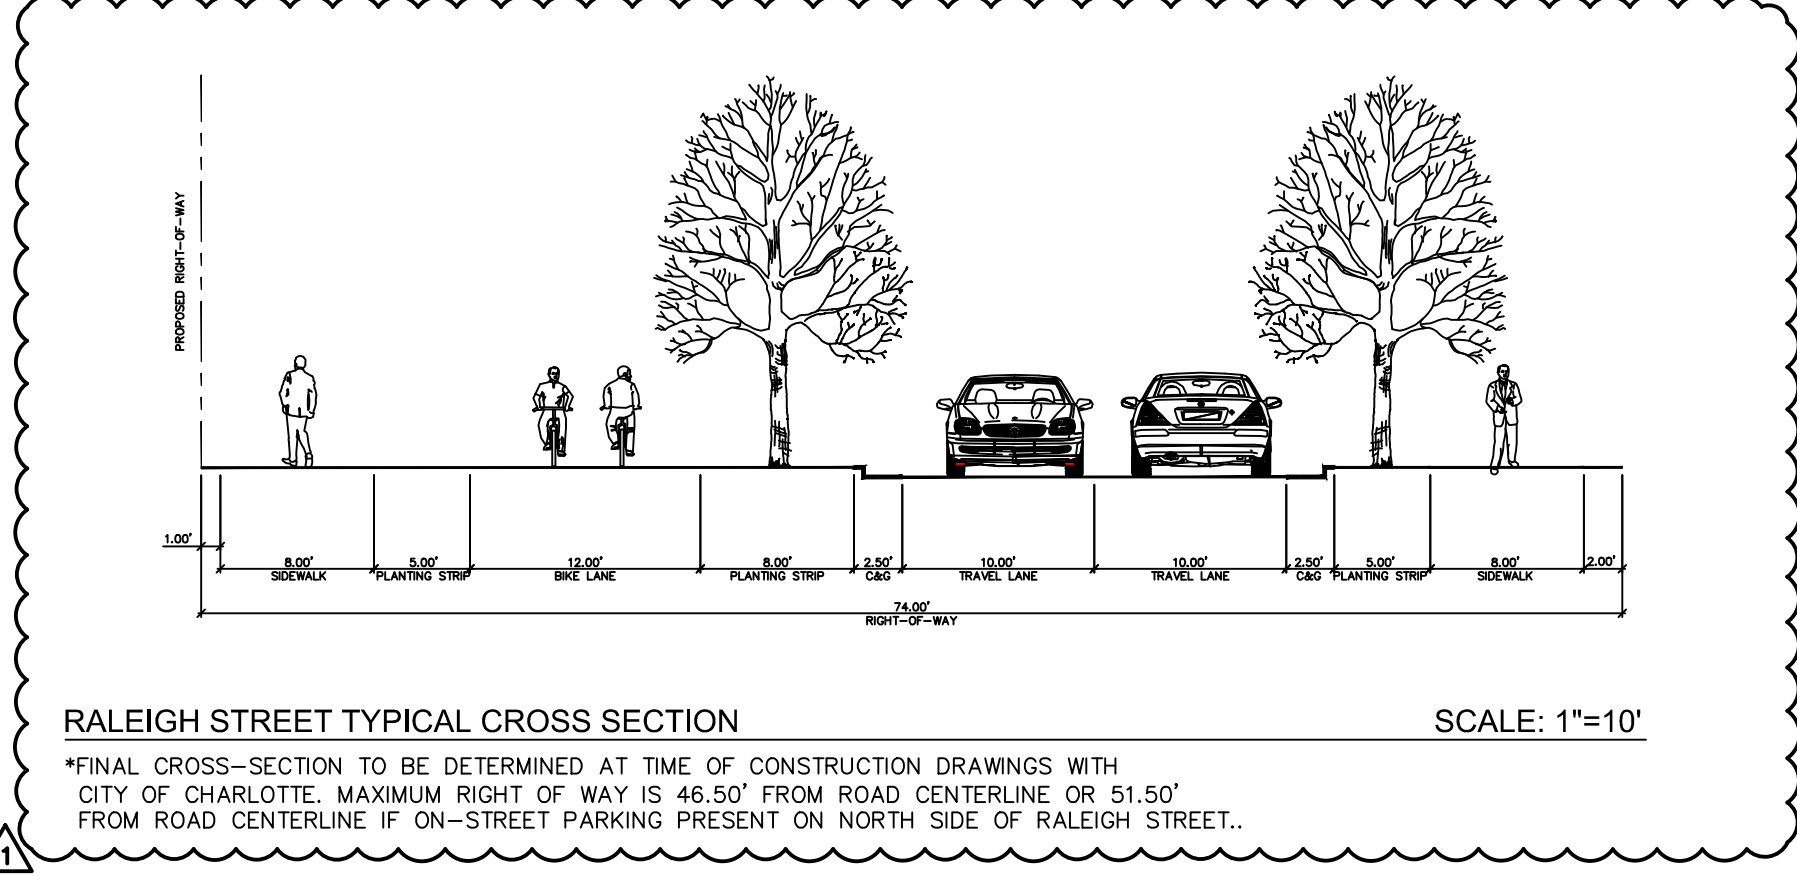 PROPOSED RIGHT-OF-WAY
1.00'
8.00' 5.00' 12.00' 8.00' 2.50' 10.00' 10.00' 2.50' 5.00' 8.00' 2.00'
SIDEWALK PLANTING STRIP BIKE LANE PLANTING STRIP C&G TRAVEL LANE TRAVEL LANE C&G PLANTING STRIP SIDEWALK
74.00'
RIGHT-OF-WAY
RALEIGH STREET TYPICAL CROSS SECTION SCALE: 1"=10'
*FINAL CROSS-SECTION TO BE DETERMINED AT TIME OF CONSTRUCTION DRAWINGS WITH
CITY OF CHARLOTTE. MAXIMUM RIGHT OF WAY IS 46.50' FROM ROAD CENTERLINE OR 51.50'
FROM ROAD CENTERLINE IF ON-STREET PARKING PRESENT ON NORTH SIDE OF RALEIGH STREET..
1